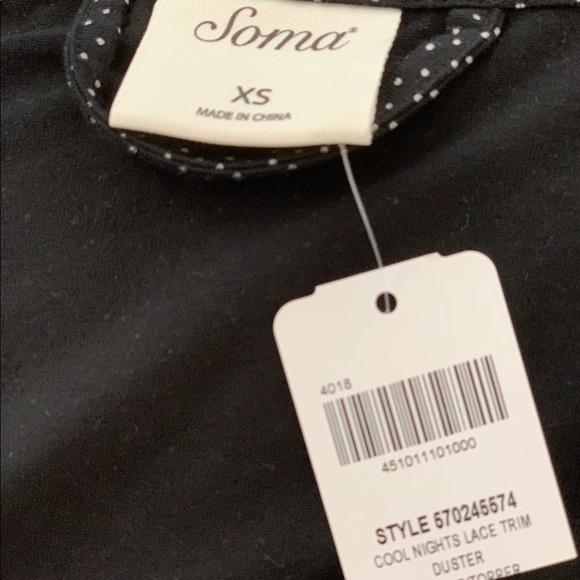 Soma
XS
MADE IN CHINA
4018
451011101000
STYLE 570245574
COOL NIGHTS LACE TRIM
DUSTER